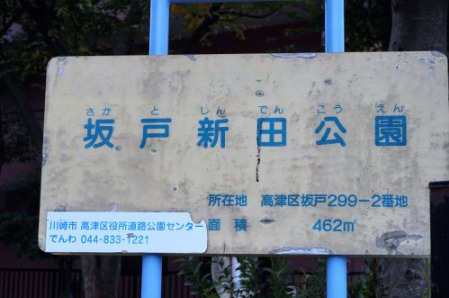 さか と しん でん こう えん
坂戸新田公園
所在地 高津区坂戸299-2番地
面積 462㎡
川崎市 高津区役所道路公園センター
でんわ 044-833-1221